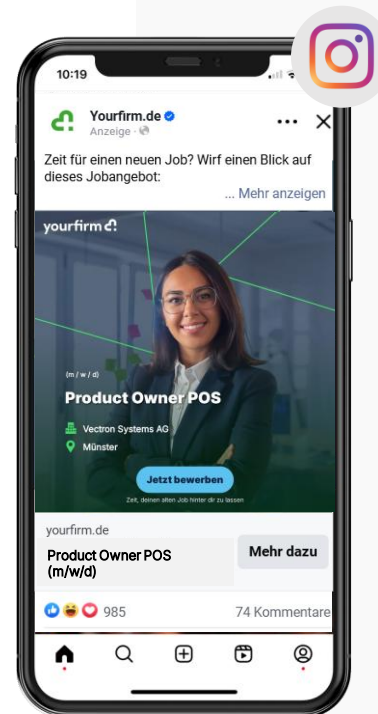 10:19
Yourfirm.de
Anzeige ·
Zeit für einen neuen Job? Wirf einen Blick auf
dieses Jobangebot:
... Mehr anzeigen
yourfirm
(m / w / d)
Product Owner POS
Vectron Systems AG
Münster
Jetzt bewerben
Zeit, deinen alten Job hinter dir zu lassen
yourfirm.de
Product Owner POS
(m/w/d)
Mehr dazu
985
74 Kommentare